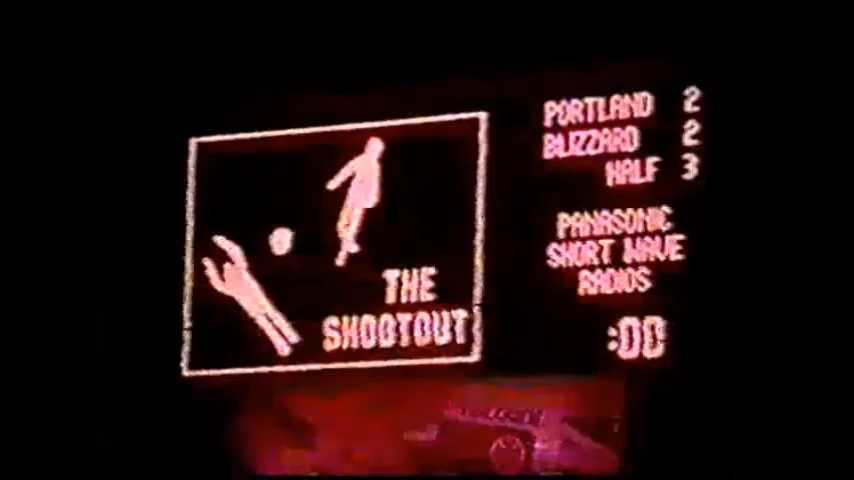 THE
SHOOTOUT
PORTLAND 2
BLIZZARD 2
HALF 3
PANASONIC
SHORT WAVE
RADIOS
:00